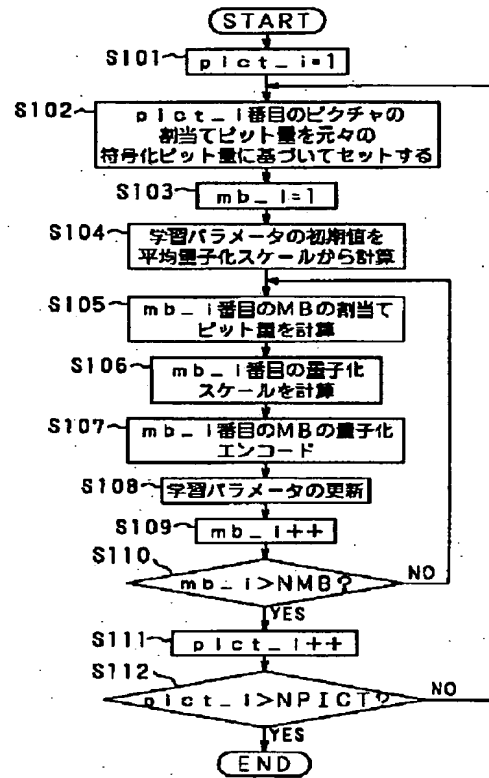 START
S101
pict_i=1
S102
pict_i番目のピクチャの
割当てビット量を元々の
符号化ビット量に基づいてセットする
S103
mb_i=1
S104
学習パラメータの初期値を
平均量子化スケールから計算
S105
mb_i番目のMBの割当て
ビット量を計算
S106
mb_i番目の量子化
スケールを計算
S107
mb_i番目のMBの量子化
エンコード
S108
学習パラメータの更新
S109
mb_i++
S110
mb_i>NMB?
NO
YES
S111
pict_i++
S112
pict_i>NPICT?
NO
YES
END